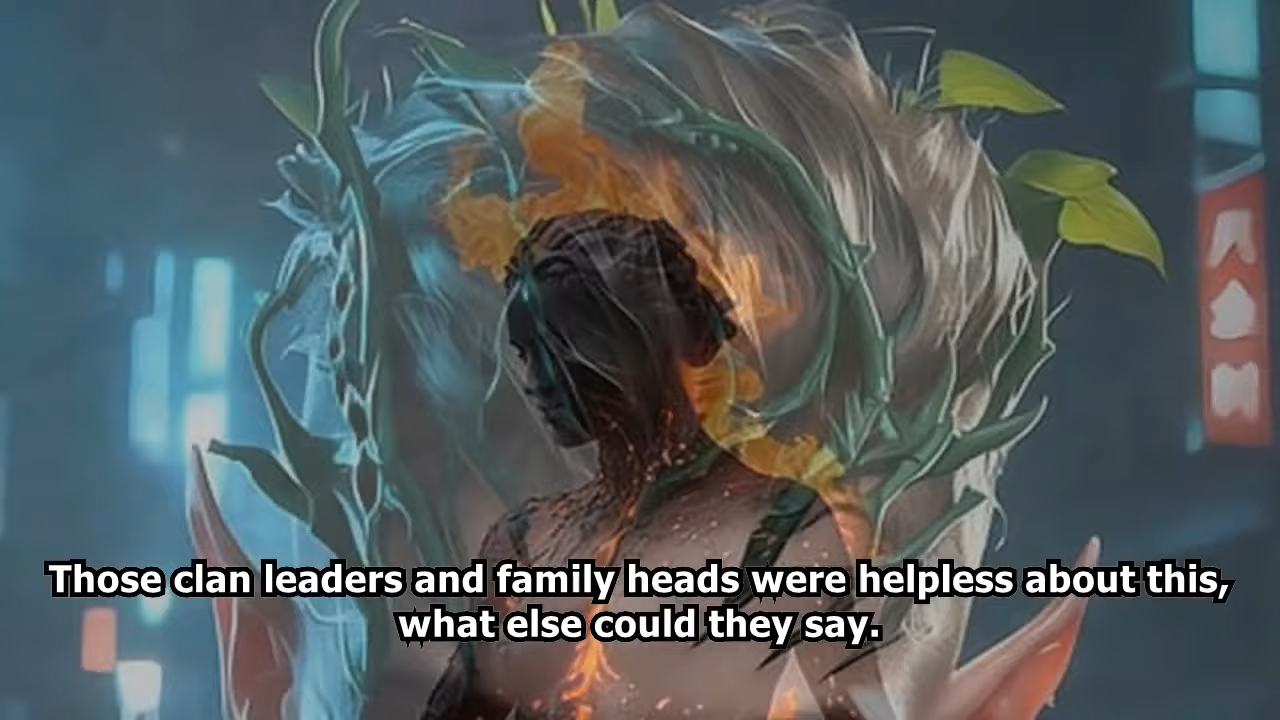 Those clan leaders and family heads were helpless about this,
what else could they say.